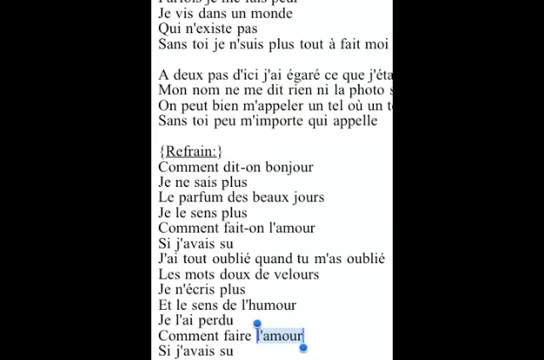 Je vis dans un monde
Qui n'existe pas
Sans toi je n'suis plus tout à fait moi
A deux pas d'ici j'ai égaré ce que j'éta
Mon nom ne me dit rien ni la photo s
On peut bien m'appeler un tel où un t
Sans toi peu m'importe qui appelle
{Refrain:}
Comment dit-on bonjour
Je ne sais plus
Le parfum des beaux jours
Je le sens plus
Comment fait-on l'amour
Si j'avais su
J'ai tout oublié quand tu m'as oublié
Les mots doux de velours
Je n'écris plus
Et le sens de l'humour
Je l'ai perdu
Comment faire l'amour
Si j'avais su